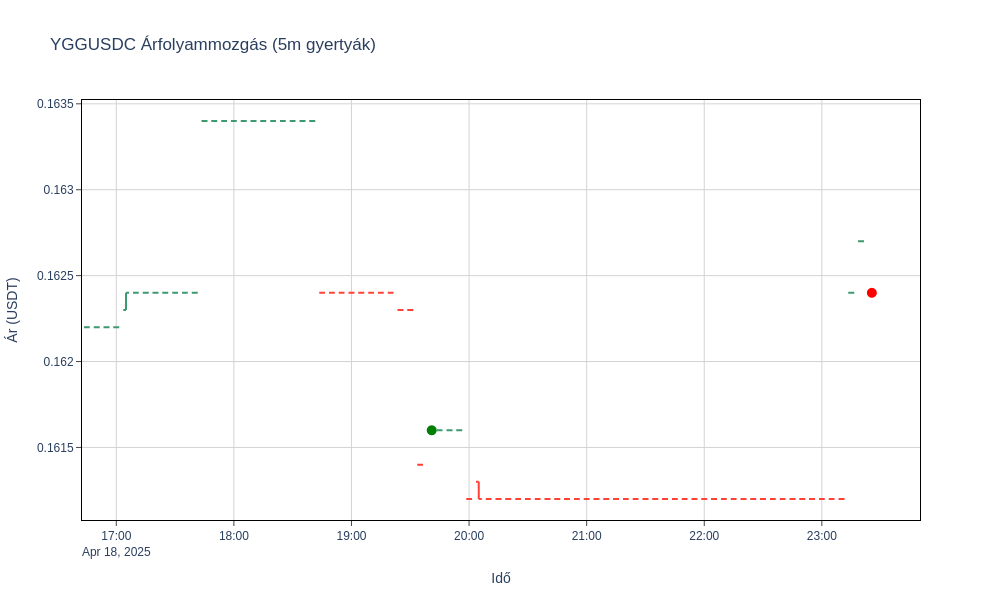 YGGUSDC Árfolyammozgás (5m gyertyák)
Ár (USDT)
0.1635
0.163
0.1625
0.162
0.1615
17:00 18:00 19:00 20:00 21:00 22:00 23:00
Apr 18, 2025
Idő